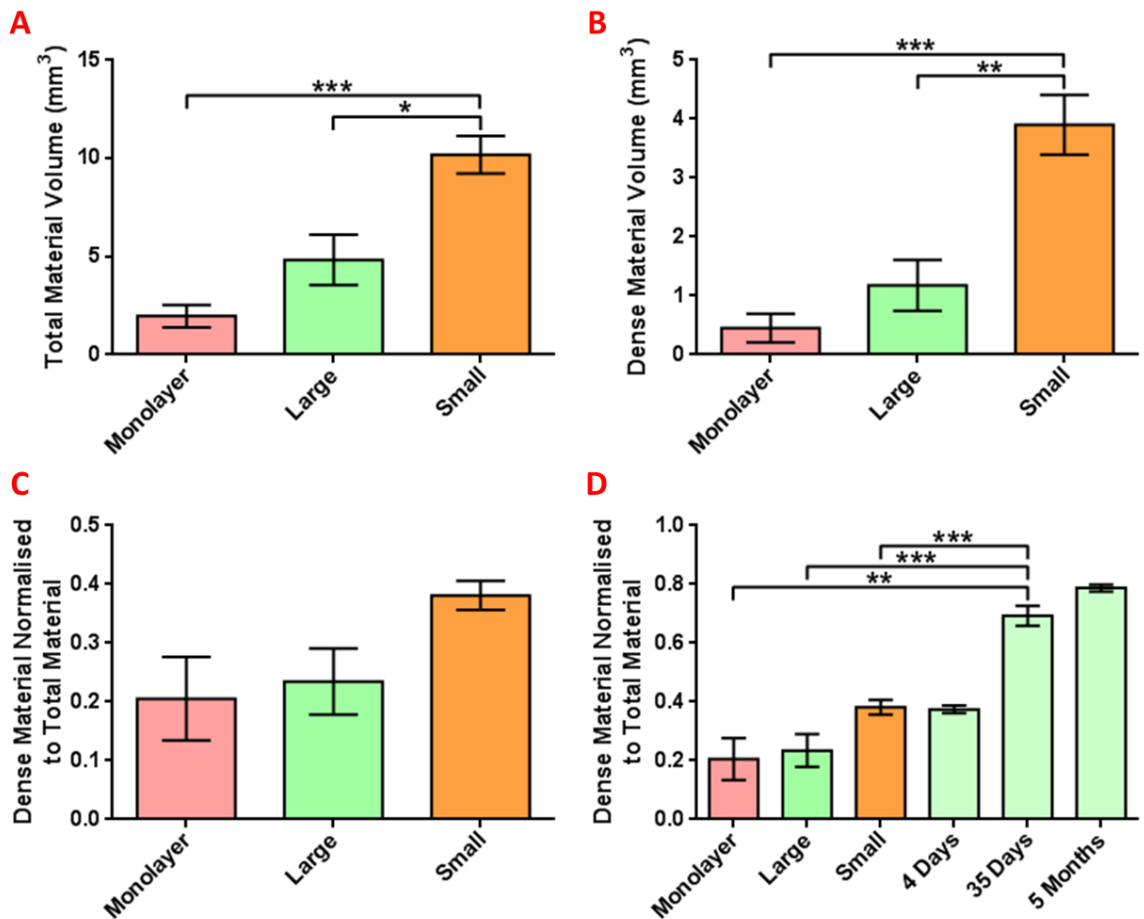 A
Total Material Volume (mm³)
15
10
5
0
***
*
Monolayer
Large
Small
B
Dense Material Volume (mm³)
5
4
3
2
1
0
***
**
Monolayer
Large
Small
C
Dense Material Normalised
to Total Material
0.5
0.4
0.3
0.2
0.1
0.0
Monolayer
Large
Small
D
Dense Material Normalised
to Total Material
1.0
0.8
0.6
0.4
0.2
0.0
***
***
**
Monolayer
Large
Small
4 Days
35 Days
5 Months